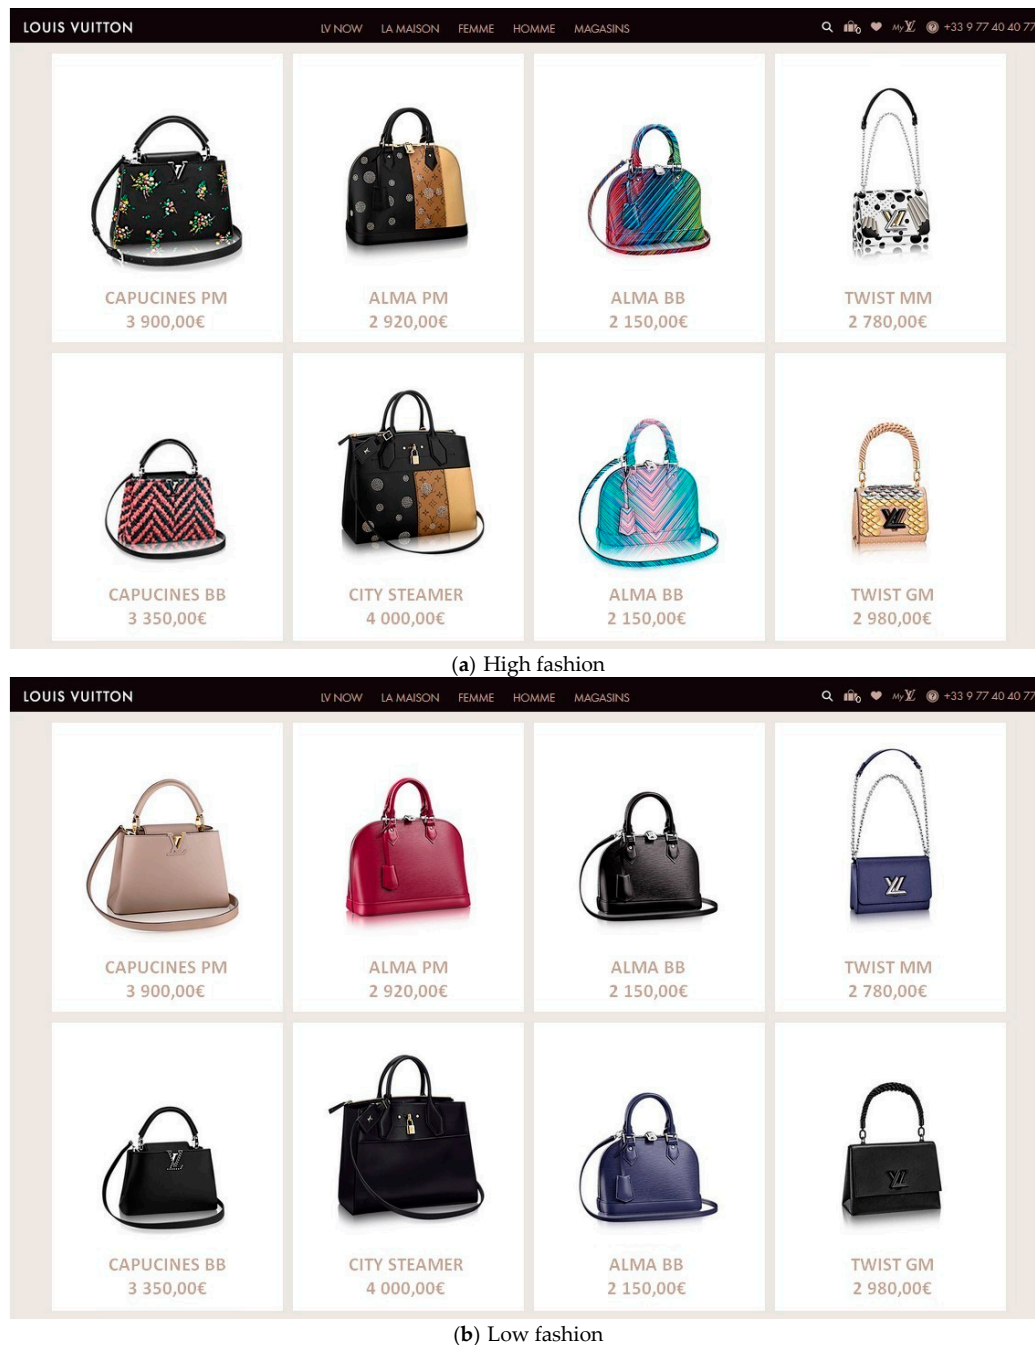 LOUIS VUITTON LV NOW LA MAISON FEMME HOMME MAGASINS 0 My LV ? +33 9 77 40 40 77
CAPUCINES PM ALMA PM ALMA BB TWIST MM
3 900,00€ 2 920,00€ 2 150,00€ 2 780,00€
CAPUCINES BB CITY STEAMER ALMA BB TWIST GM
3 350,00€ 4 000,00€ 2 150,00€ 2 980,00€
(a) High fashion
LOUIS VUITTON LV NOW LA MAISON FEMME HOMME MAGASINS 0 My LV ? +33 9 77 40 40 77
CAPUCINES PM ALMA PM ALMA BB TWIST MM
3 900,00€ 2 920,00€ 2 150,00€ 2 780,00€
CAPUCINES BB CITY STEAMER ALMA BB TWIST GM
3 350,00€ 4 000,00€ 2 150,00€ 2 980,00€
(b) Low fashion